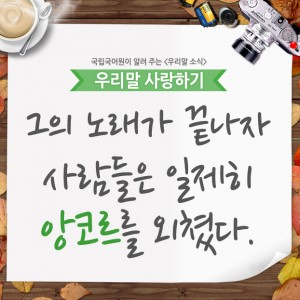 국립국어원이 알려 주는 <우리말 소식>
우리말 사랑하기
그의 노래가 끝나자
사람들은 일제히
앙코르를 외쳤다.